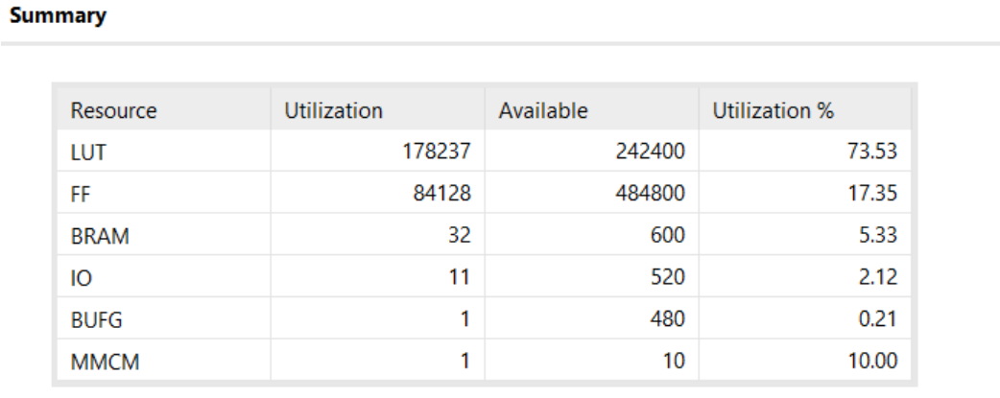 Summary
Resource Utilization Available Utilization %
LUT 178237 242400 73.53
FF 84128 484800 17.35
BRAM 32 600 5.33
IO 11 520 2.12
BUFG 1 480 0.21
MMCM 1 10 10.00